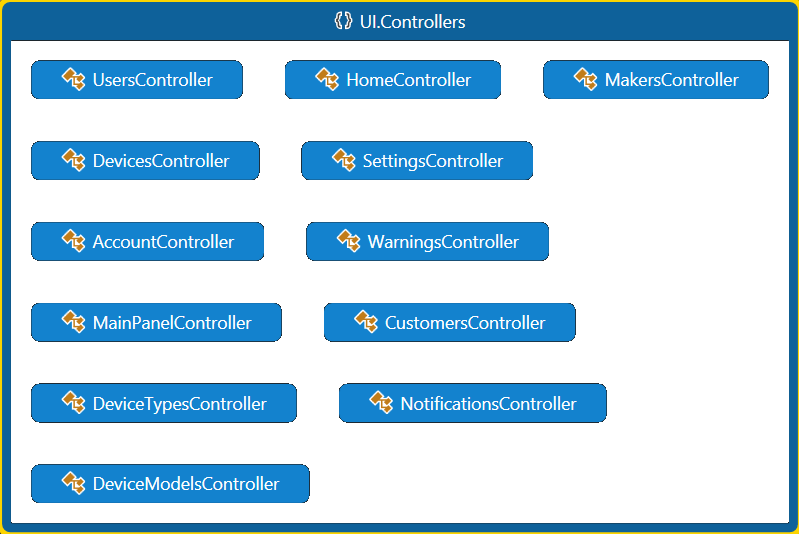 UI.Controllers
UsersController
HomeController
MakersController
DevicesController
SettingsController
AccountController
WarningsController
MainPanelController
CustomersController
DeviceTypesController
NotificationsController
DeviceModelsController